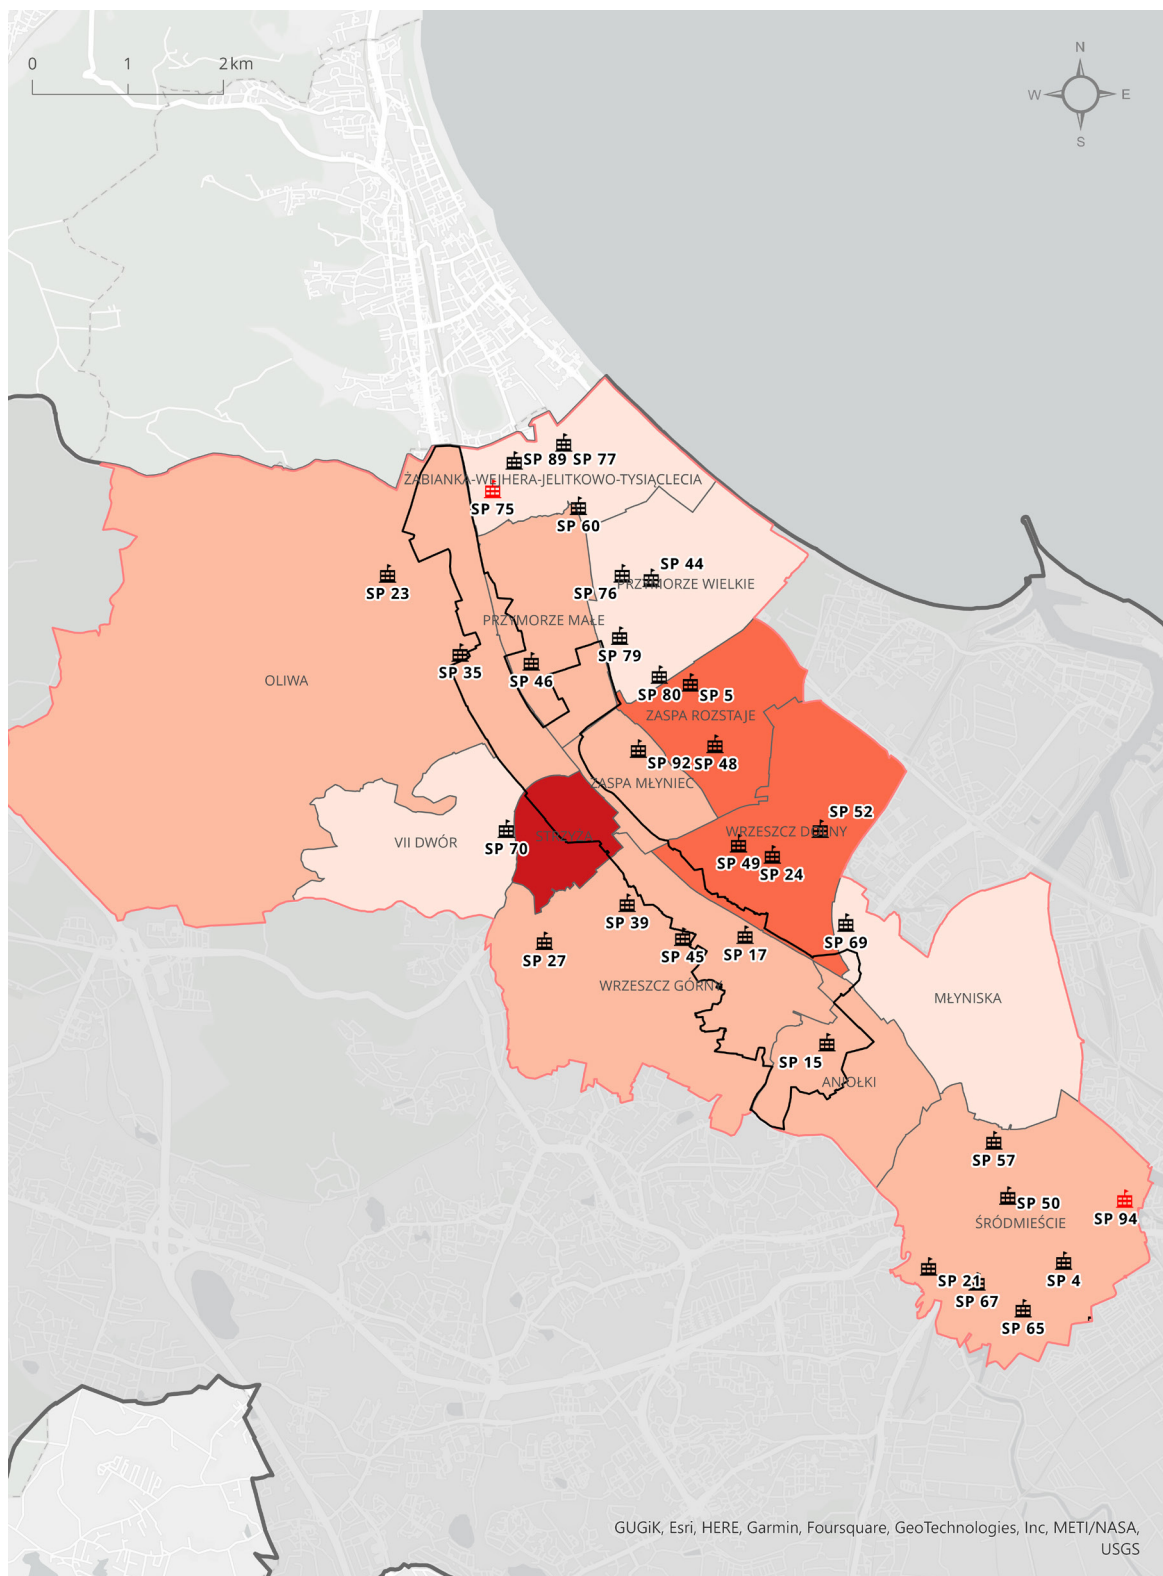 0 1 2 km
N
W E
S
SP 89 SP 77
ŻABIANKA-WEJHERA-JELITKOWO-TYSIĄCLECIA
SP 75
SP 60
SP 44
SP 23
SP 76
PRZYMORZE WIELKIE
PRZYMORZE MAŁE
SP 79
SP 35
SP 46
OLIWA
SP 80
SP 5
ZASPA ROZSTAJE
SP 92
SP 48
ZASPA MŁYNIEC
SP 52
WRZESZCZ DOLNY
STRZYŻA
VII DWÓR
SP 70
SP 49
SP 24
SP 39
SP 69
SP 27
SP 45
SP 17
WRZESZCZ GÓRNY
MŁYNISKA
SP 15
ANIOŁKI
SP 57
SP 50
SP 94
ŚRÓDMIEŚCIE
SP 21
SP 4
SP 67
SP 65
GUGiK, Esri, HERE, Garmin, Foursquare, GeoTechnologies, Inc, METI/NASA,
USGS